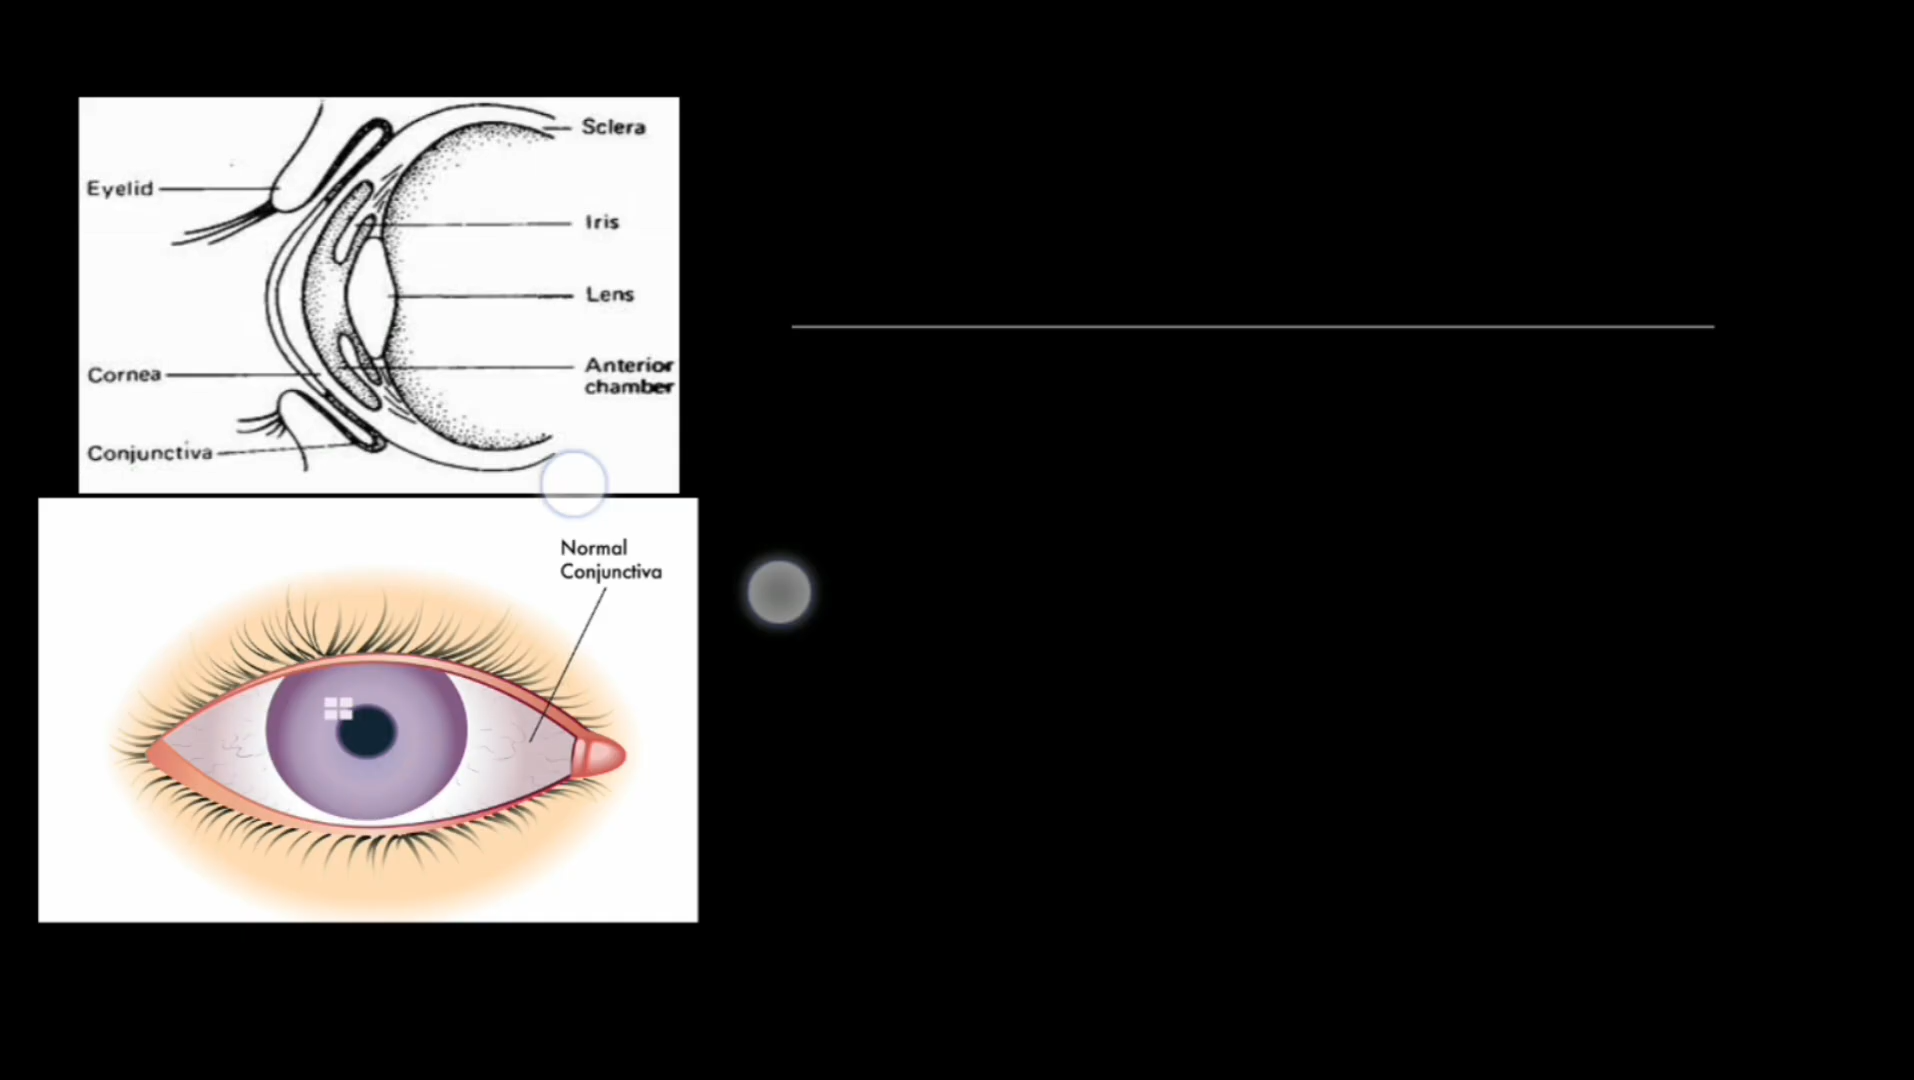 Sclera
Eyelid
Iris
Lens
Anterior
chamber
Cornea
Conjunctiva
Normal
Conjunctiva